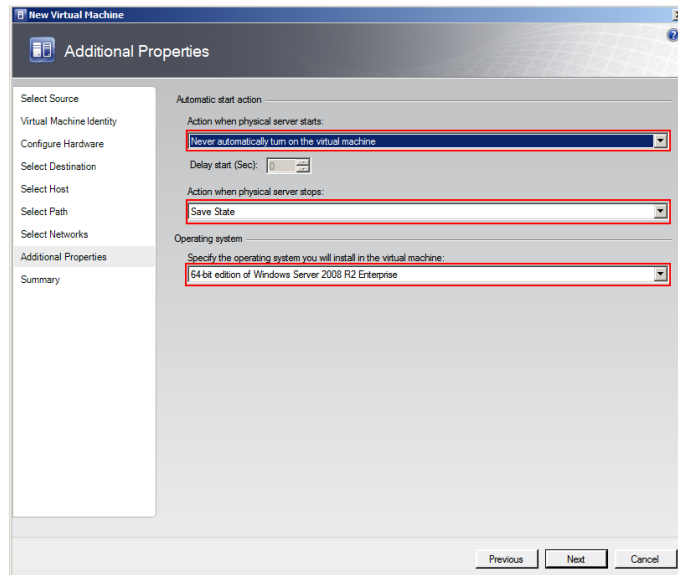 New Virtual Machine
Additional Properties
Select Source
Virtual Machine Identity
Configure Hardware
Select Destination
Select Host
Select Path
Select Networks
Additional Properties
Summary
Automatic start action
Action when physical server starts:
Never automatically turn on the virtual machine
Delay start (Sec): 0
Action when physical server stops:
Save State
Operating system
Specify the operating system you will install in the virtual machine:
64-bit edition of Windows Server 2008 R2 Enterprise
Previous Next Cancel